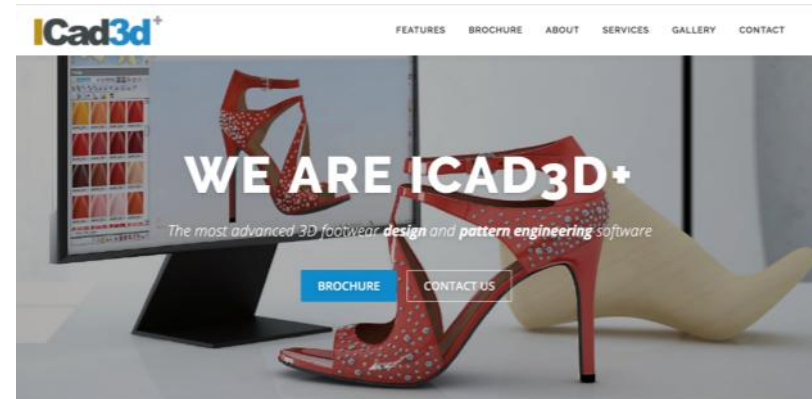 ICad3d+
FEATURES BROCHURE ABOUT SERVICES GALLERY CONTACT
WE ARE ICAD3D+
The most advanced 3D footwear design and pattern engineering software
BROCHURE CONTACT US